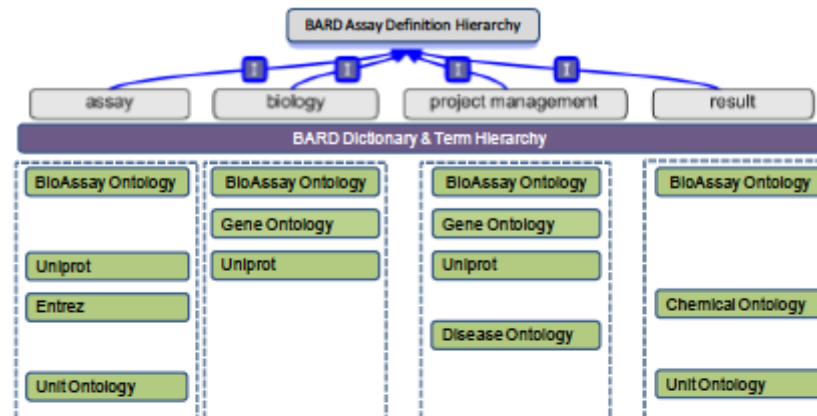 BARD Assay Definition Hierarchy
I I I I
assay biology project management result
BARD Dictionary & Term Hierarchy
BioAssay Ontology BioAssay Ontology BioAssay Ontology BioAssay Ontology
Gene Ontology Gene Ontology
Uniprot Uniprot Uniprot
Entrez Chemical Ontology
Disease Ontology
Unit Ontology Unit Ontology